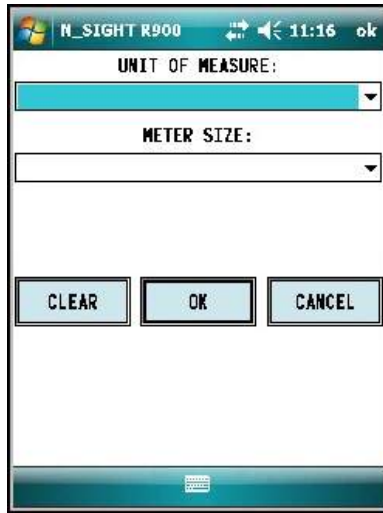 N_SIGHT R900 11:16 ok
UNIT OF MEASURE:
METER SIZE:
CLEAR OK CANCEL